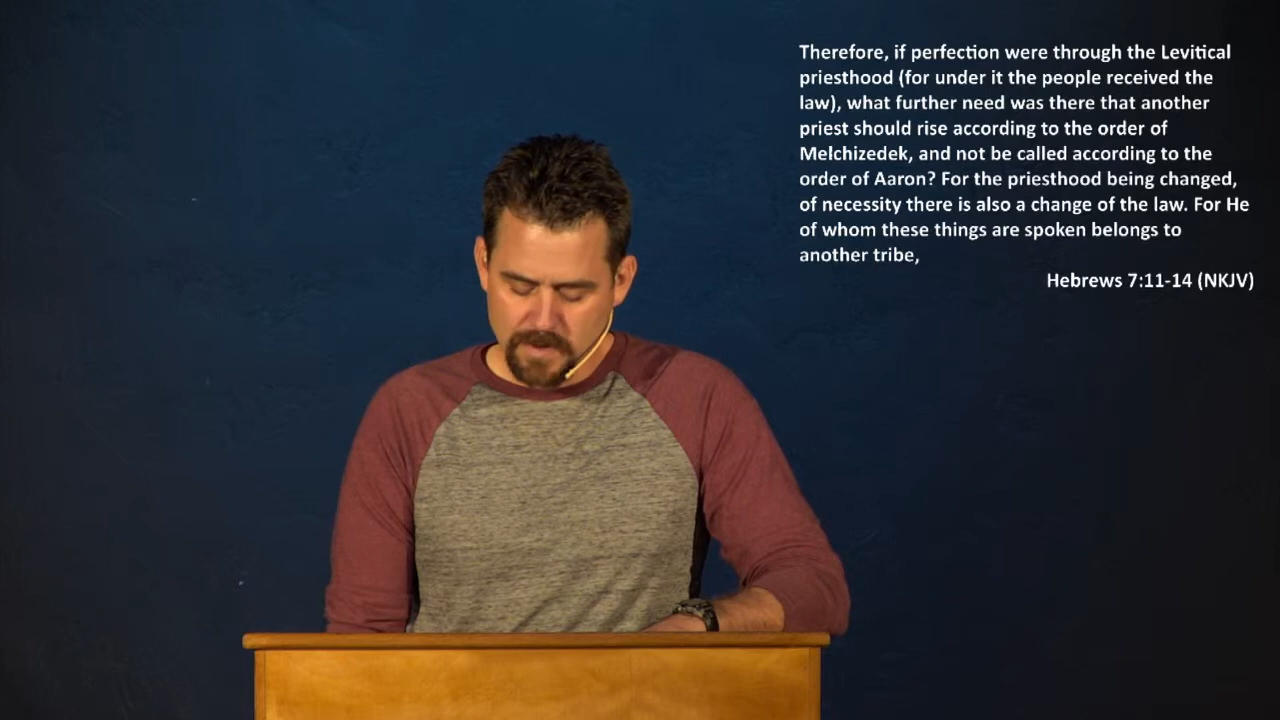 Therefore, if perfection were through the Levitical
priesthood (for under it the people received the
law), what further need was there that another
priest should rise according to the order of
Melchizedek, and not be called according to the
order of Aaron? For the priesthood being changed,
of necessity there is also a change of the law. For He
of whom these things are spoken belongs to
another tribe,
Hebrews 7:11-14 (NKJV)